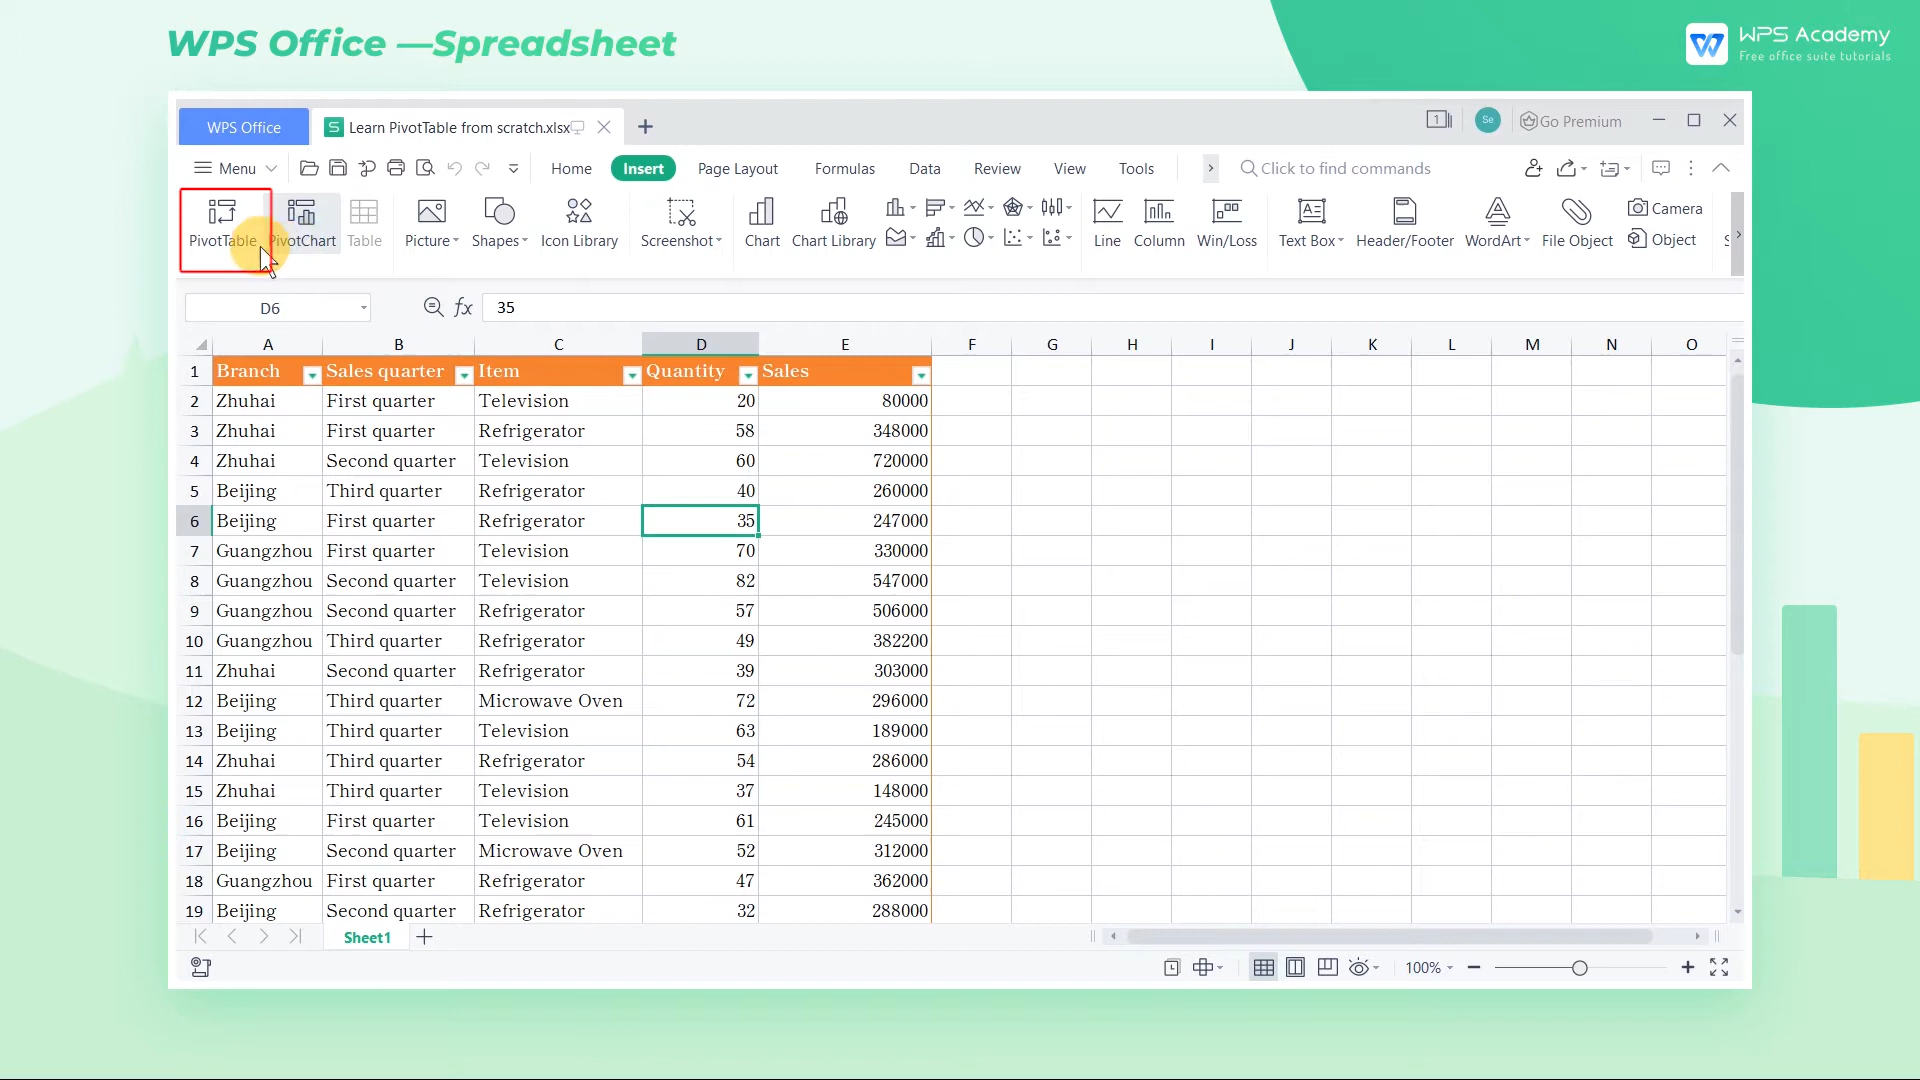 WPS Office —Spreadsheet
WPS Academy
Free office suite tutorials
WPS Office
Learn PivotTable from scratch.xlsx
1
Se
Go Premium
Menu
Home
Insert
Page Layout
Formulas
Data
Review
View
Tools
Click to find commands
PivotTable
PivotChart
Table
Picture
Shapes
Icon Library
Screenshot
Chart
Chart Library
Line
Column
Win/Loss
Text Box
Header/Footer
WordArt
File Object
Camera
Object
D6
fx
35
A B C D E F G H I J K L M N O
1 Branch Sales quarter Item Quantity Sales
2 Zhuhai First quarter Television 20 80000
3 Zhuhai First quarter Refrigerator 58 348000
4 Zhuhai Second quarter Television 60 720000
5 Beijing Third quarter Refrigerator 40 260000
6 Beijing First quarter Refrigerator 35 247000
7 Guangzhou First quarter Television 70 330000
8 Guangzhou Second quarter Television 82 547000
9 Guangzhou Second quarter Refrigerator 57 506000
10 Guangzhou Third quarter Refrigerator 49 382200
11 Zhuhai Second quarter Refrigerator 39 303000
12 Beijing Third quarter Microwave Oven 72 296000
13 Beijing Third quarter Television 63 189000
14 Zhuhai Third quarter Refrigerator 54 286000
15 Zhuhai Third quarter Television 37 148000
16 Beijing First quarter Television 61 245000
17 Beijing Second quarter Microwave Oven 52 312000
18 Guangzhou First quarter Refrigerator 47 362000
19 Beijing Second quarter Refrigerator 32 288000
Sheet1
100%